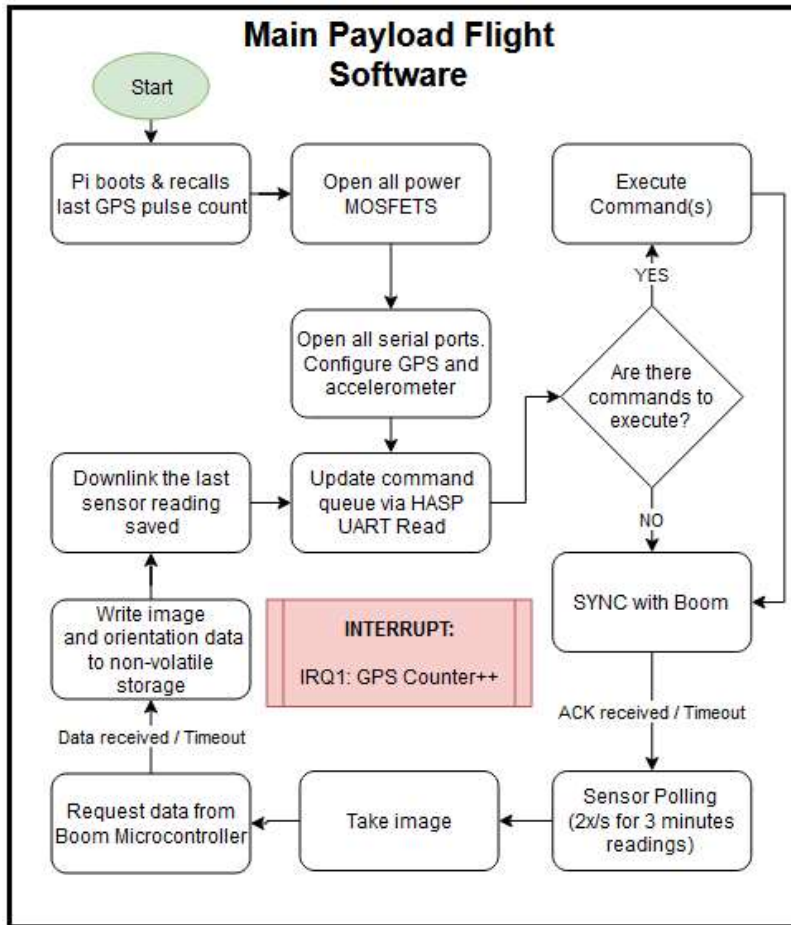 Main Payload Flight
Software
Start
Pi boots & recalls
last GPS pulse count
Open all power
MOSFETS
Execute
Command(s)
YES
Open all serial ports.
Configure GPS and
accelerometer
Are there
commands to
execute?
Downlink the last
sensor reading
saved
Update command
queue via HASP
UART Read
NO
SYNC with Boom
Write image
and orientation data
to non-volatile
storage
INTERRUPT:
IRQ1: GPS Counter++
ACK received / Timeout
Data received / Timeout
Request data from
Boom Microcontroller
Take image
Sensor Polling
(2x/s for 3 minutes
readings)